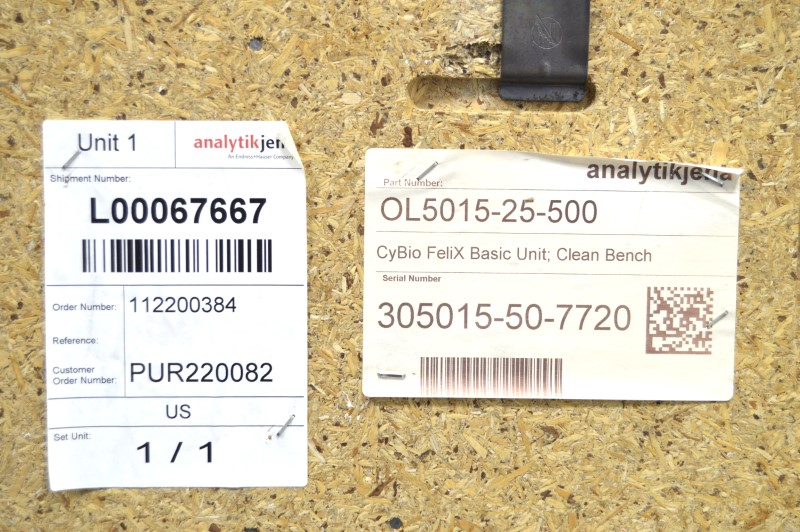 Unit 1
analytikjen
An Endress+Hauser Company
Shipment Number:
L00067667
Order Number: 112200384
Reference:
Customer
Order Number: PUR220082
US
Set Unit:
1 / 1
analytikjena
Part Number:
OL5015-25-500
CyBio FeliX Basic Unit; Clean Bench
Serial Number
305015-50-7720